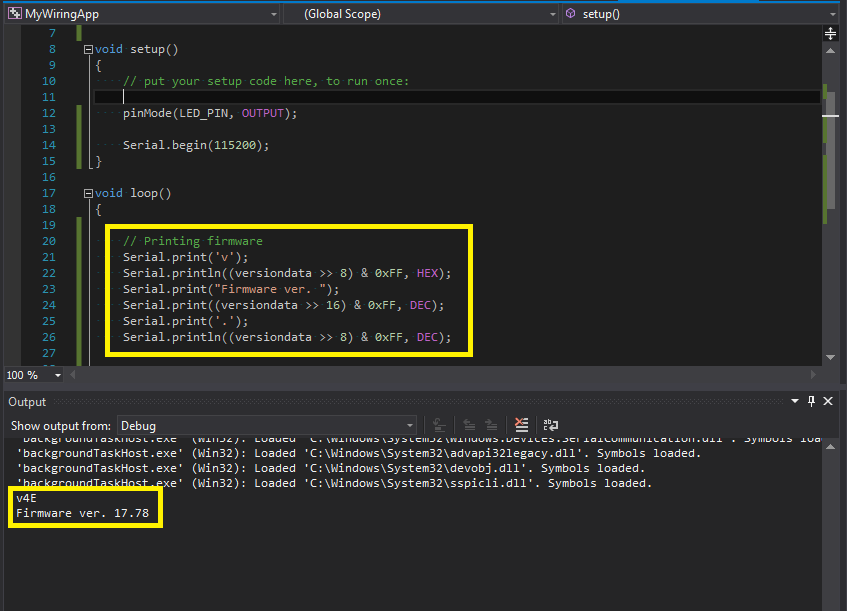 MyWiringApp (Global Scope) setup()
7
8 void setup()
9 {
10 // put your setup code here, to run once:
11
12 pinMode(LED_PIN, OUTPUT);
13
14 Serial.begin(115200);
15 }
16
17 void loop()
18 {
19
20 // Printing firmware
21 Serial.print('v');
22 Serial.println((versiondata >> 8) & 0xFF, HEX);
23 Serial.print("Firmware ver. ");
24 Serial.print((versiondata >> 16) & 0xFF, DEC);
25 Serial.print('.');
26 Serial.println((versiondata >> 8) & 0xFF, DEC);
27
100 %
Output
Show output from: Debug
'backgroundTaskHost.exe' (Win32): Loaded 'C:\Windows\System32\Windows.Devices.SerialCommunication.dll'. Symbols loa
'backgroundTaskHost.exe' (Win32): Loaded 'C:\Windows\System32\advapi32legacy.dll'. Symbols loaded.
'backgroundTaskHost.exe' (Win32): Loaded 'C:\Windows\System32\devobj.dll'. Symbols loaded.
'backgroundTaskHost.exe' (Win32): Loaded 'C:\Windows\System32\sspicli.dll'. Symbols loaded.
v4E
Firmware ver. 17.78